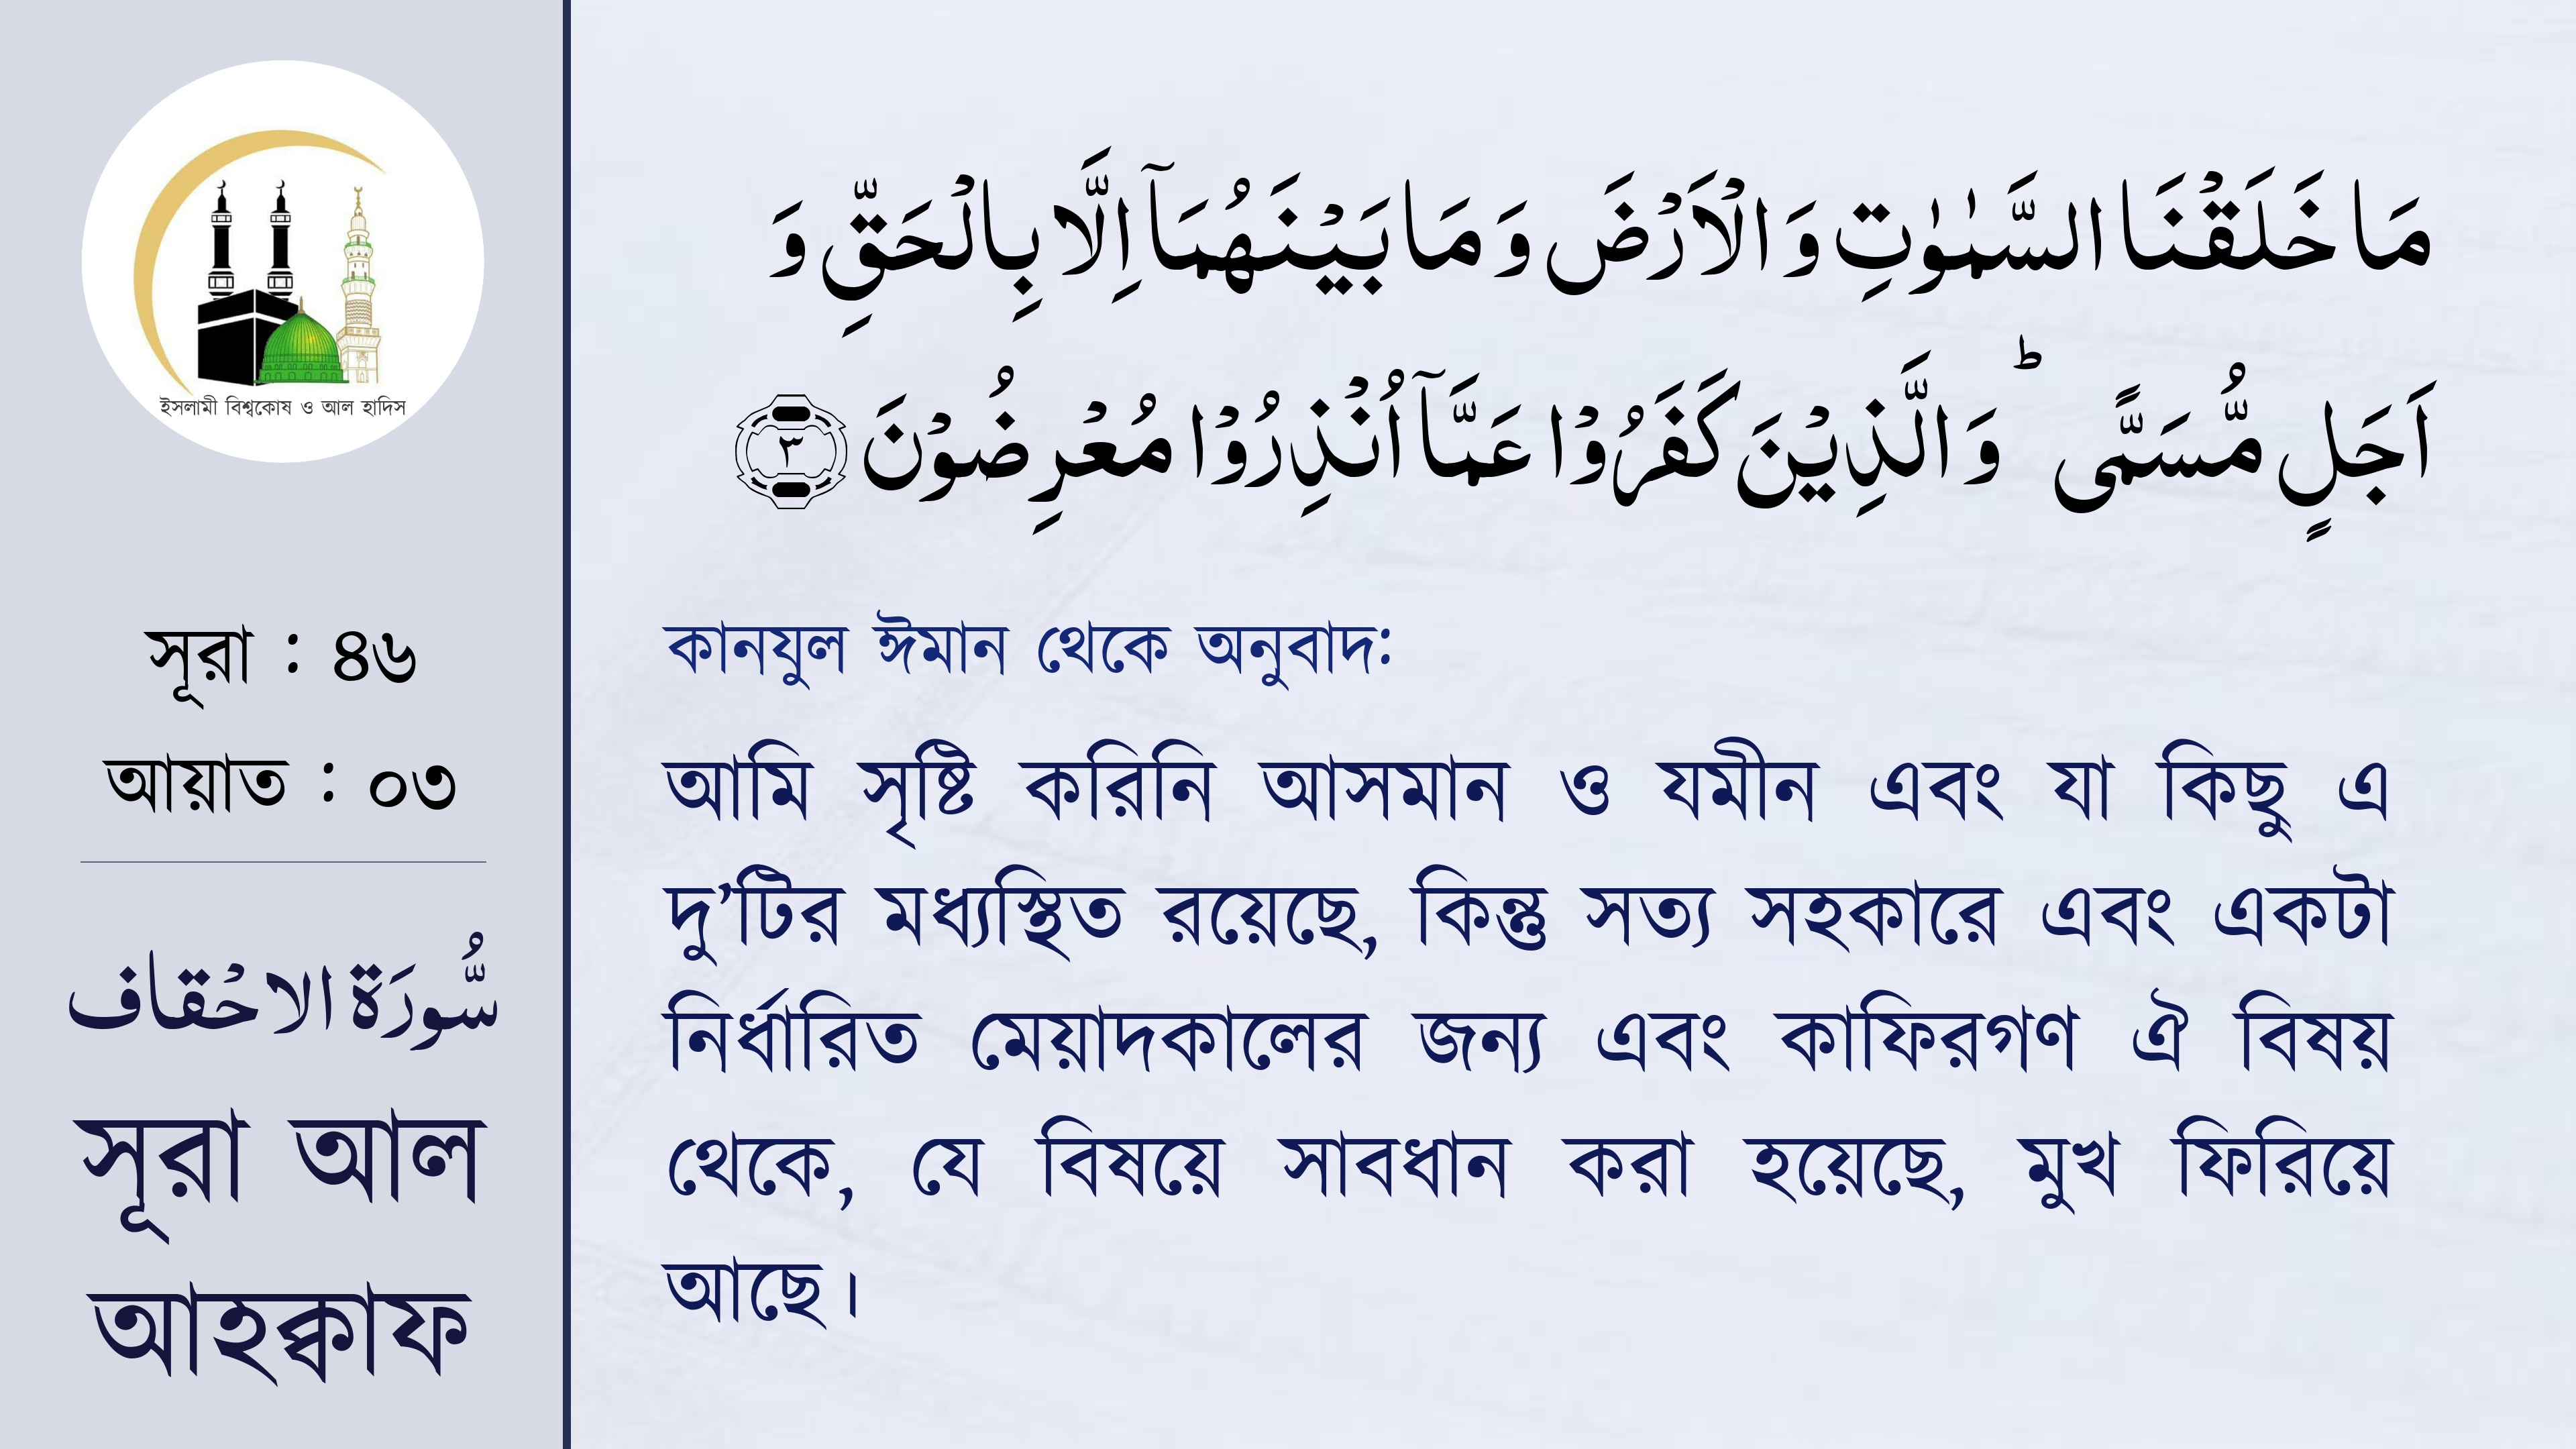 ইসলামী বিশ্বকোষ ও আল হাদিস
সূরা : ৪৬
আয়াত : ০৩
سُّورَۃ الاحۡقاف
সূরা আল
আহক্বাফ
مَا خَلَقۡنَا السَّمٰوٰتِ وَ الۡاَرۡضَ وَ مَا بَیۡنَہُمَاۤ اِلَّا بِالۡحَقِّ وَ
اَجَلٍ مُّسَمًّی ؕ وَ الَّذِیۡنَ کَفَرُوۡا عَمَّاۤ اُنۡذِرُوۡا مُعۡرِضُوۡنَ ﴿۳﴾
কানযুল ঈমান থেকে অনুবাদ:
আমি সৃষ্টি করিনি আসমান ও যমীন এবং যা কিছু এ
দু’টির মধ্যস্থিত রয়েছে, কিন্তু সত্য সহকারে এবং একটা
নির্ধারিত মেয়াদকালের জন্য এবং কাফিরগণ ঐ বিষয়
থেকে, যে বিষয়ে সাবধান করা হয়েছে, মুখ ফিরিয়ে
আছে।